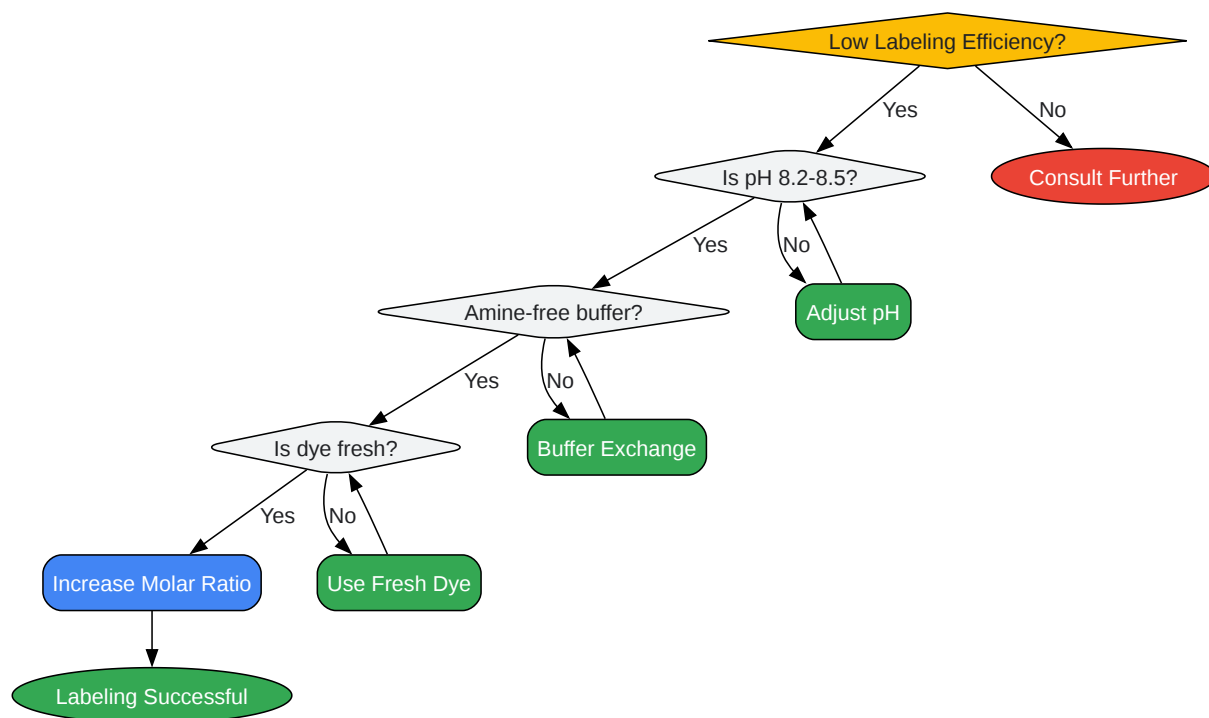 Low Labeling Efficiency?
Yes
No
Is pH 8.2-8.5?
Consult Further
Yes
No
Amine-free buffer?
Adjust pH
Yes
No
Is dye fresh?
Buffer Exchange
Yes
No
Increase Molar Ratio
Use Fresh Dye
Labeling Successful